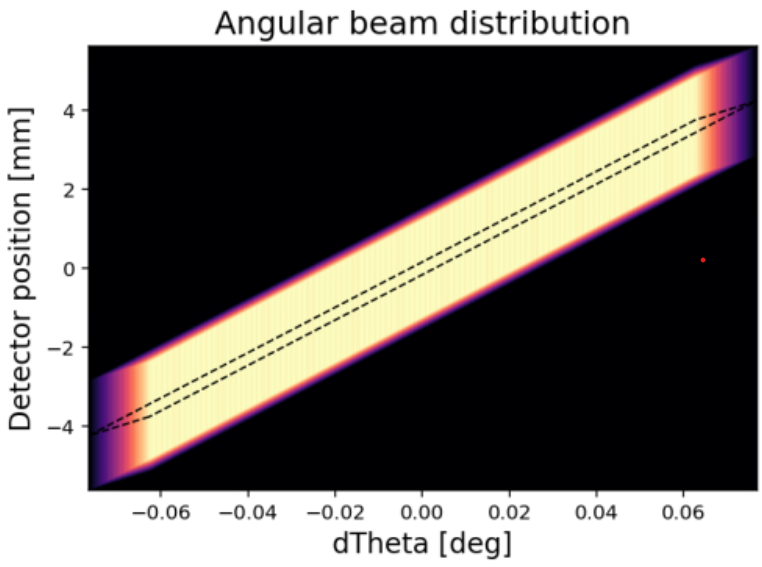 Angular beam distribution
Detector position [mm]
4
2
0
−2
−4
−0.06 −0.04 −0.02 0.00 0.02 0.04 0.06
dTheta [deg]